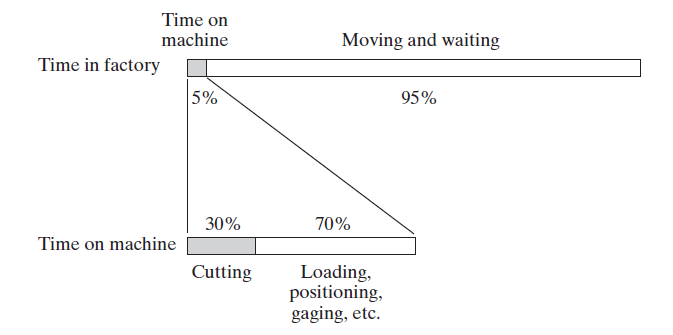 Time on
machine
Moving and waiting
Time in factory
5%
95%
30%
70%
Time on machine
Cutting
Loading,
positioning,
gaging, etc.